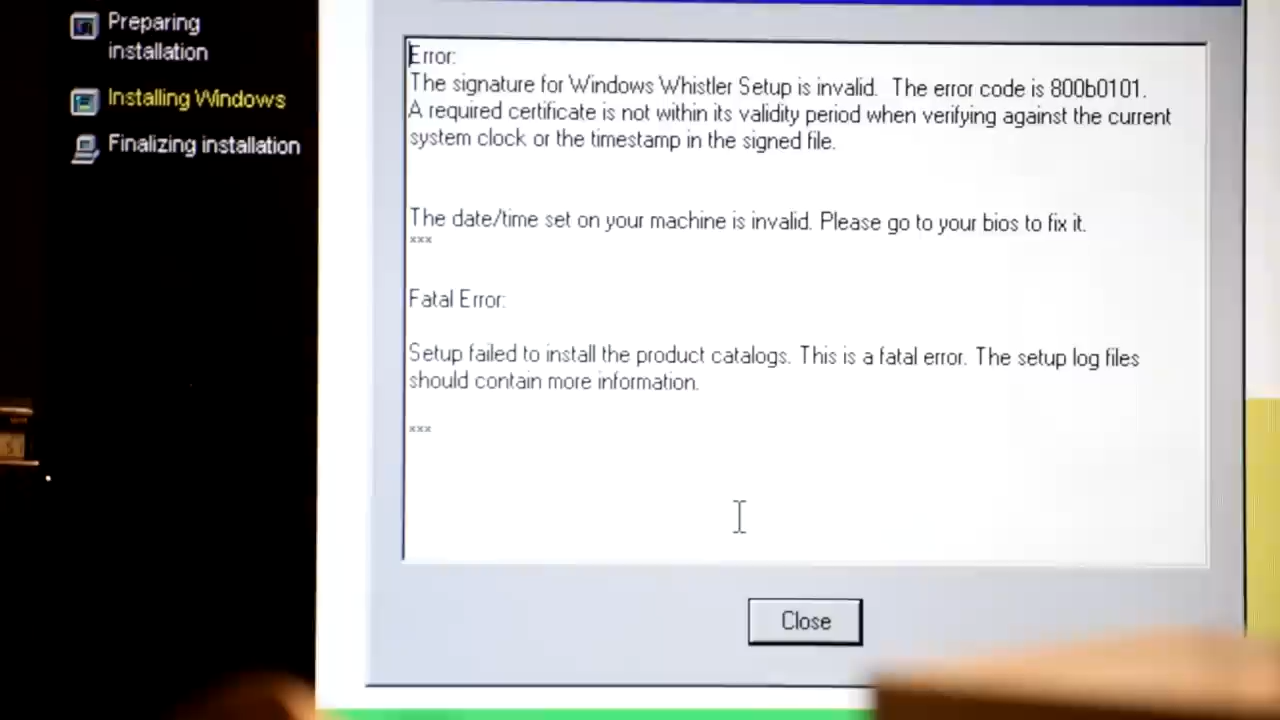 Preparing
installation
Installing Windows
Finalizing installation
Error:
The signature for Windows Whistler Setup is invalid.  The error code is 800b0101.
A required certificate is not within its validity period when verifying against the current
system clock or the timestamp in the signed file.
The date/time set on your machine is invalid. Please go to your bios to fix it.
xxx
Fatal Error:
Setup failed to install the product catalogs. This is a fatal error. The setup log files
should contain more information.
xxx
Close